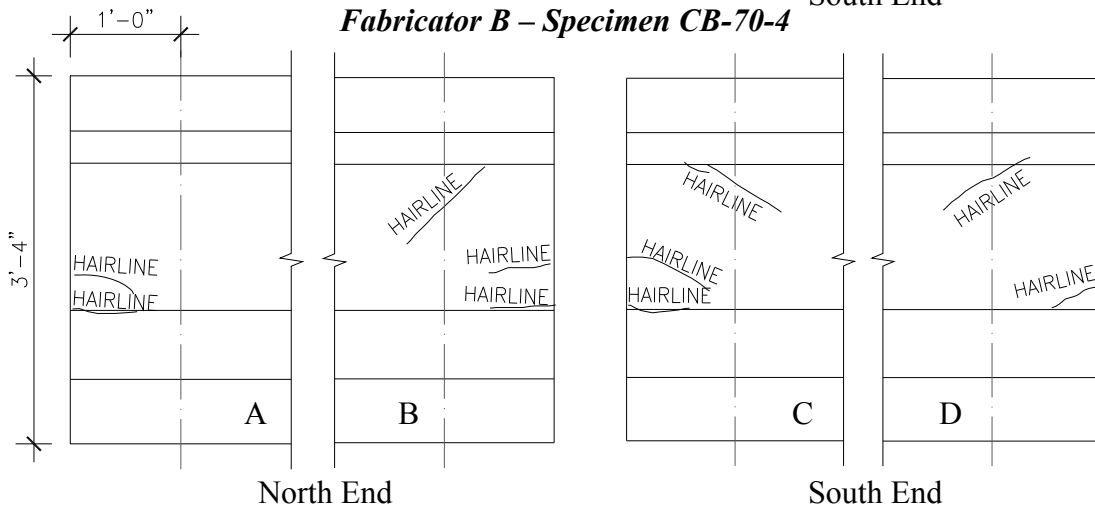 South End
1'-0"
Fabricator B – Specimen CB-70-4
3'-4"
HAIRLINE
HAIRLINE
HAIRLINE
HAIRLINE
HAIRLINE
HAIRLINE
HAIRLINE
HAIRLINE
HAIRLINE
HAIRLINE
A
B
C
D
North End
South End